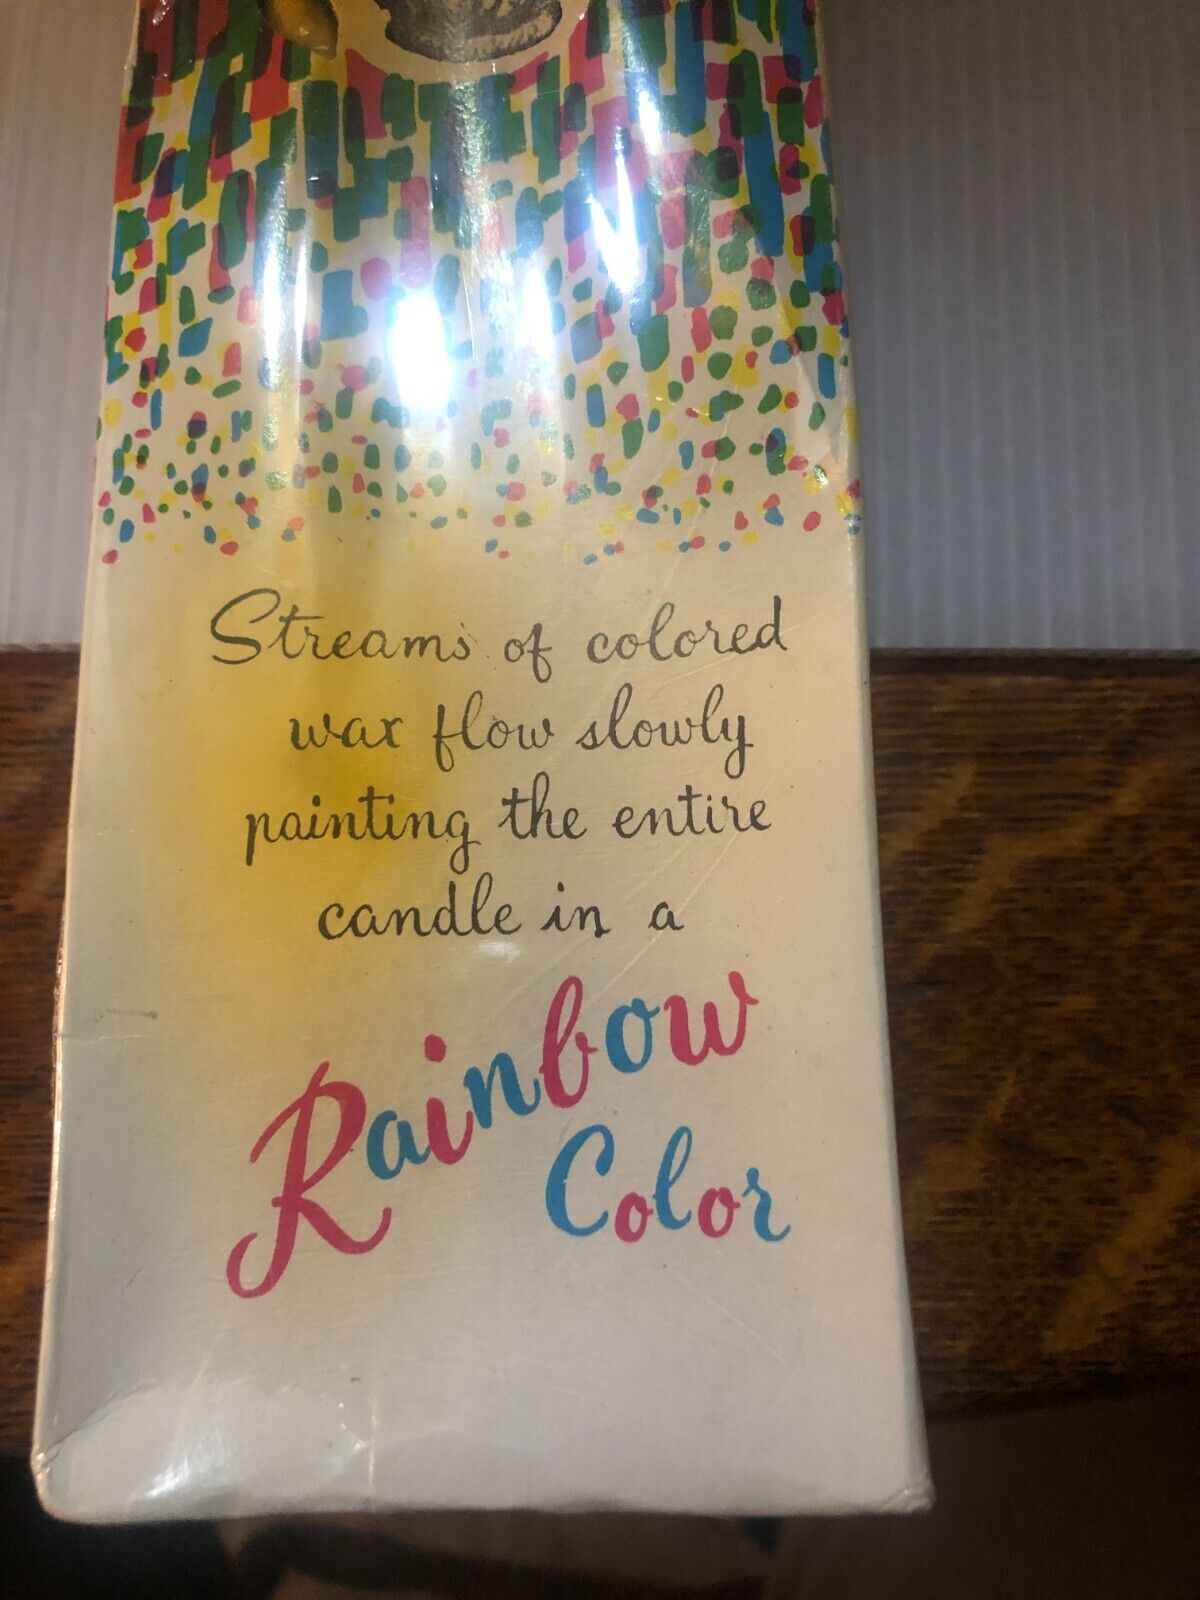 Streams of colored
wax flow slowly
painting the entire
candle in a
Rainbow
Color